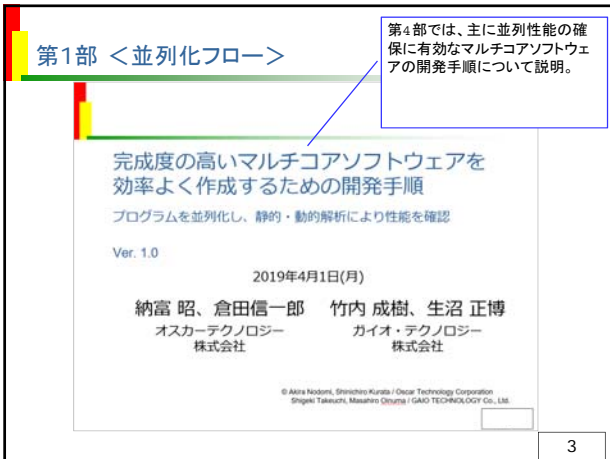 第1部 <並列化フロー>
第4部では、主に並列性能の確
保に有効なマルチコアソフトウェ
アの開発手順について説明。
完成度の高いマルチコアソフトウェアを
効率よく作成するための開発手順
プログラムを並列化し、静的・動的解析により性能を確認
Ver. 1.0
2019年4月1日(月)
納富 昭、倉田信一郎 竹内 成樹、生沼 正博
オスカーテクノロジー ガイオ・テクノロジー
株式会社 株式会社
© Akira Nodomi, Shinichiro Kurata / Oscar Technology Corporation
Shigeki Takeuchi, Masahiro Oinuma / GAIO TECHNOLOGY Co., Ltd.
3